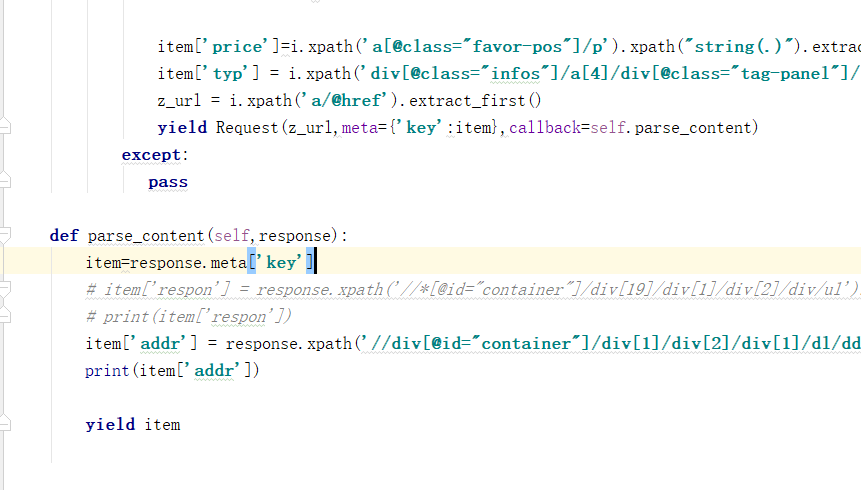 item['price']=i.xpath('a[@class="favor-pos"]/p').xpath("string(.)").extrac
item['typ'] = i.xpath('div[@class="infos"]/a[4]/div[@class="tag-panel"]/
z_url = i.xpath('a/@href').extract_first()
yield Request(z_url,meta={'key':item},callback=self.parse_content)
except:
pass
def parse_content(self,response):
item=response.meta['key']
# item['respon'] = response.xpath('//*[@id="container"]/div[19]/div[1]/div[2]/div/ul').
# print(item['respon'])
item['addr'] = response.xpath('//div[@id="container"]/div[1]/div[2]/div[1]/dl/dd
print(item['addr'])
yield item